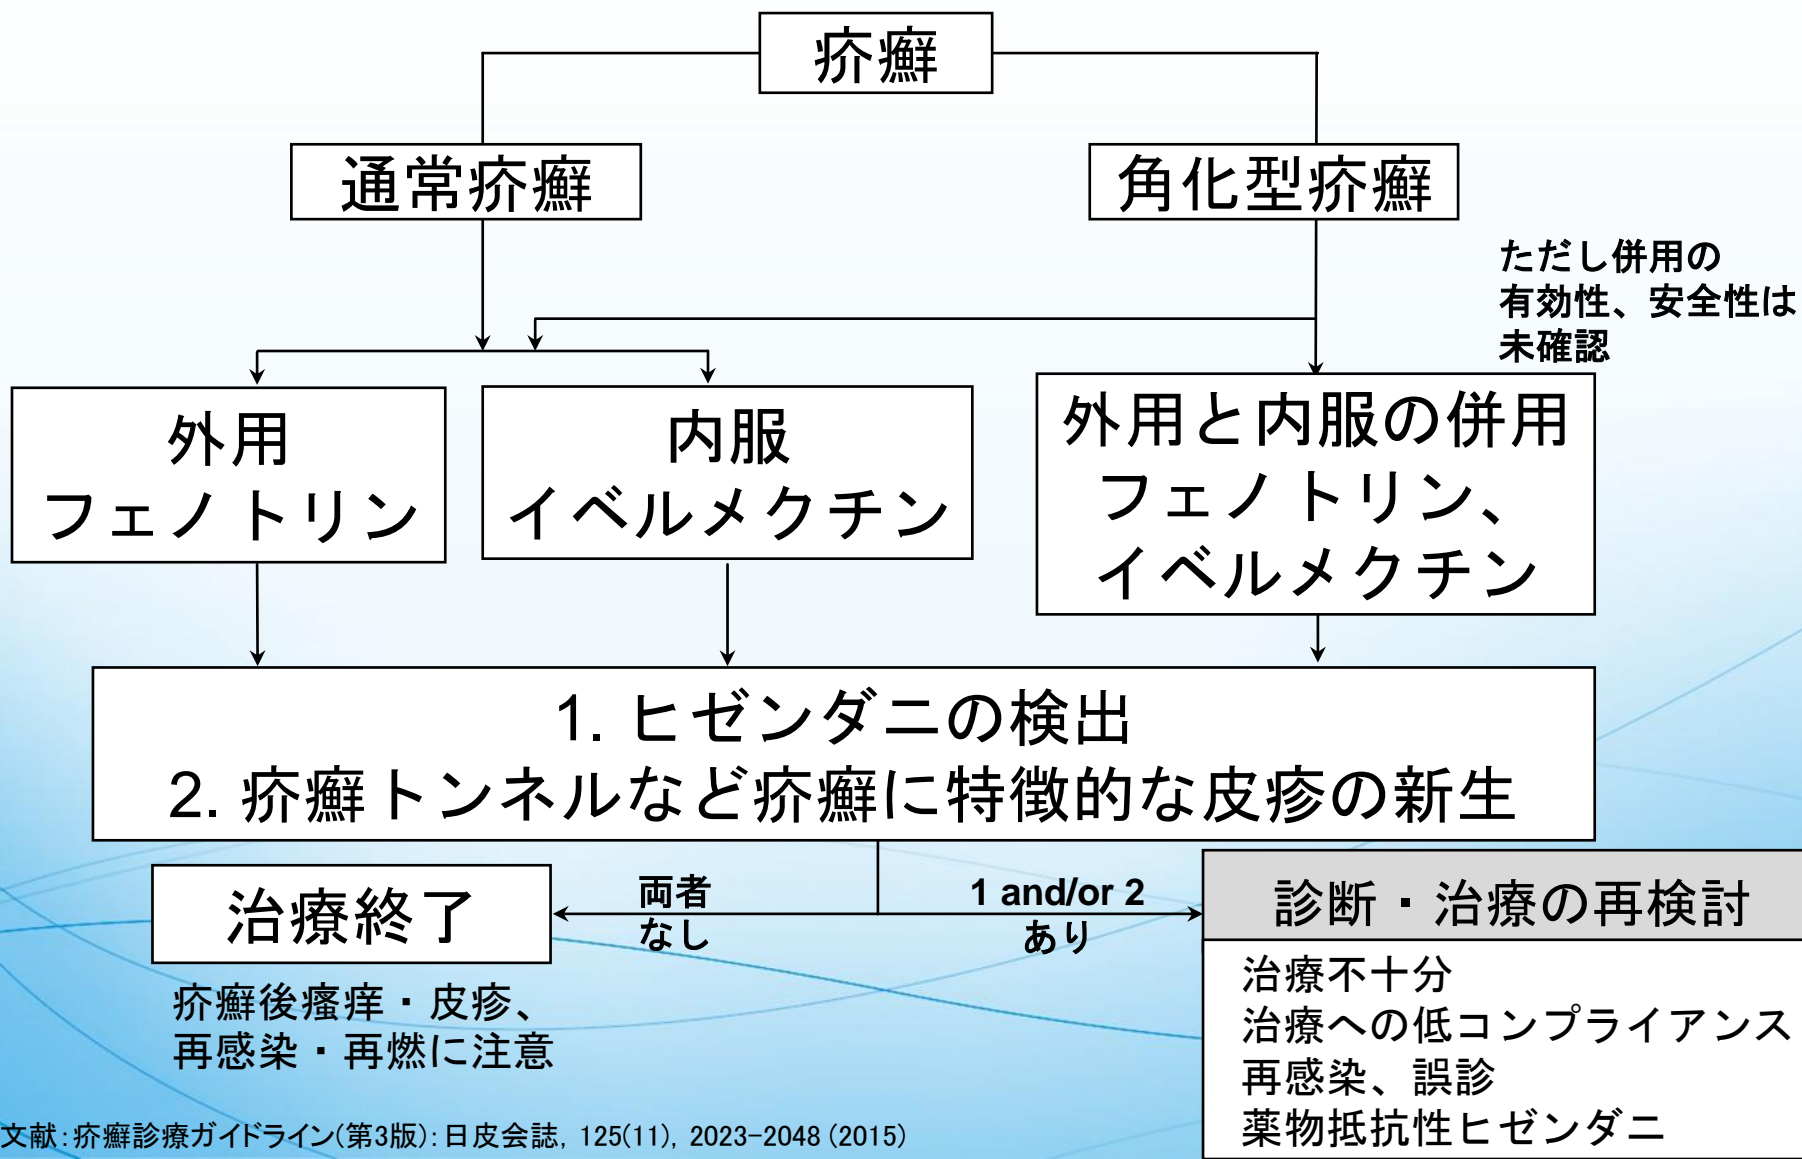 疥癬
通常疥癬
角化型疥癬
ただし併用の
有効性、安全性は
未確認
外用
フェノトリン
内服
イベルメクチン
外用と内服の併用
フェノトリン、
イベルメクチン
1. ヒゼンダニの検出
2. 疥癬トンネルなど疥癬に特徴的な皮疹の新生
両者
なし
1 and/or 2
あり
治療終了
疥癬後瘙痒・皮疹、
再感染・再燃に注意
診断・治療の再検討
治療不十分
治療への低コンプライアンス
再感染、誤診
薬物抵抗性ヒゼンダニ
文献:疥癬診療ガイドライン(第3版):日皮会誌, 125(11), 2023-2048 (2015)